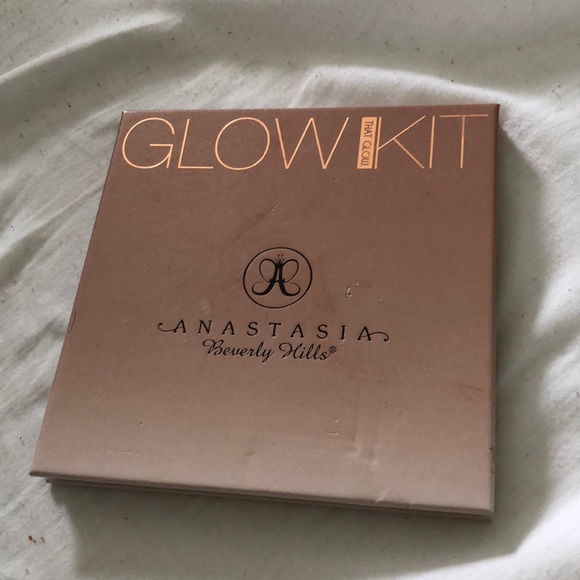 GLOW THAT GLOW KIT
A
ANASTASIA
Beverly Hills®